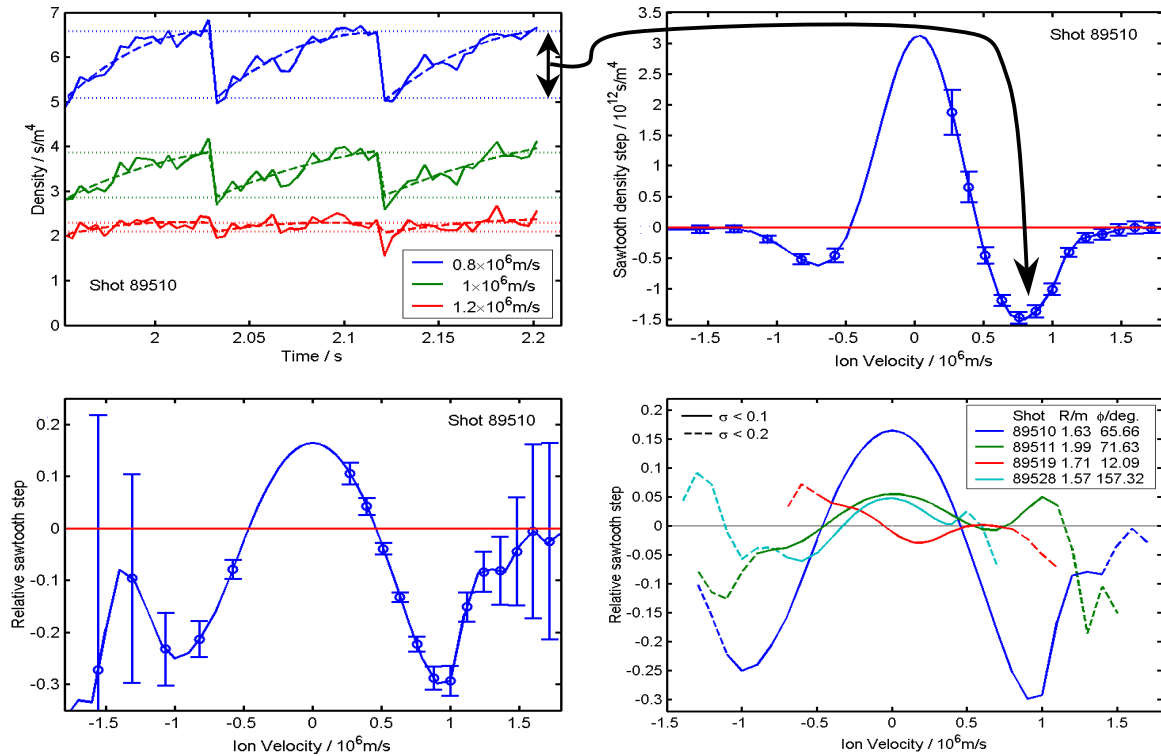 7
6
5
4
3
2
1
0
Density / s/m⁴
Shot 89510
0.8×10⁶m/s
1×10⁶m/s
1.2×10⁶m/s
2
2.05
2.1
2.15
2.2
Time / s
3.5
3
2.5
2
1.5
1
0.5
0
-0.5
-1
-1.5
Sawtooth density step / 10¹²s/m⁴
Shot 89510
-1.5
-1
-0.5
0
0.5
1
1.5
Ion Velocity / 10⁶m/s
0.2
0.1
0
-0.1
-0.2
-0.3
Relative sawtooth step
Shot 89510
-1.5
-1
-0.5
0
0.5
1
1.5
Ion Velocity / 10⁶m/s
0.2
0.15
0.1
0.05
0
-0.05
-0.1
-0.15
-0.2
-0.25
-0.3
Relative sawtooth step
σ < 0.1
σ < 0.2
Shot R/m ϕ/deg.
89510 1.63 65.66
89511 1.99 71.63
89519 1.71 12.09
89528 1.57 157.32
-1.5
-1
-0.5
0
0.5
1
1.5
Ion Velocity / 10⁶m/s